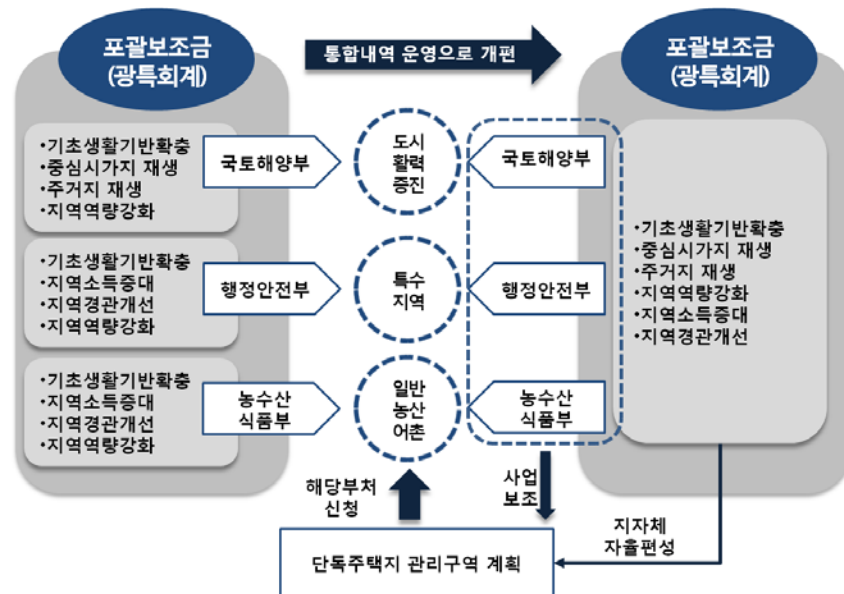 포괄보조금
(광특회계)
통합내역 운영으로 개편
포괄보조금
(광특회계)
•기초생활기반확충
•중심시가지 재생
•주거지 재생
•지역역량강화
국토해양부
도시
활력
증진
국토해양부
•기초생활기반확충
•지역소득증대
•지역경관개선
•지역역량강화
행정안전부
특수
지역
행정안전부
•기초생활기반확충
•중심시가지 재생
•주거지 재생
•지역역량강화
•지역소득증대
•지역경관개선
•기초생활기반확충
•지역소득증대
•지역경관개선
•지역역량강화
농수산
식품부
일반
농산
어촌
농수산
식품부
해당부처
신청
사업
보조
지자체
자율편성
단독주택지 관리구역 계획